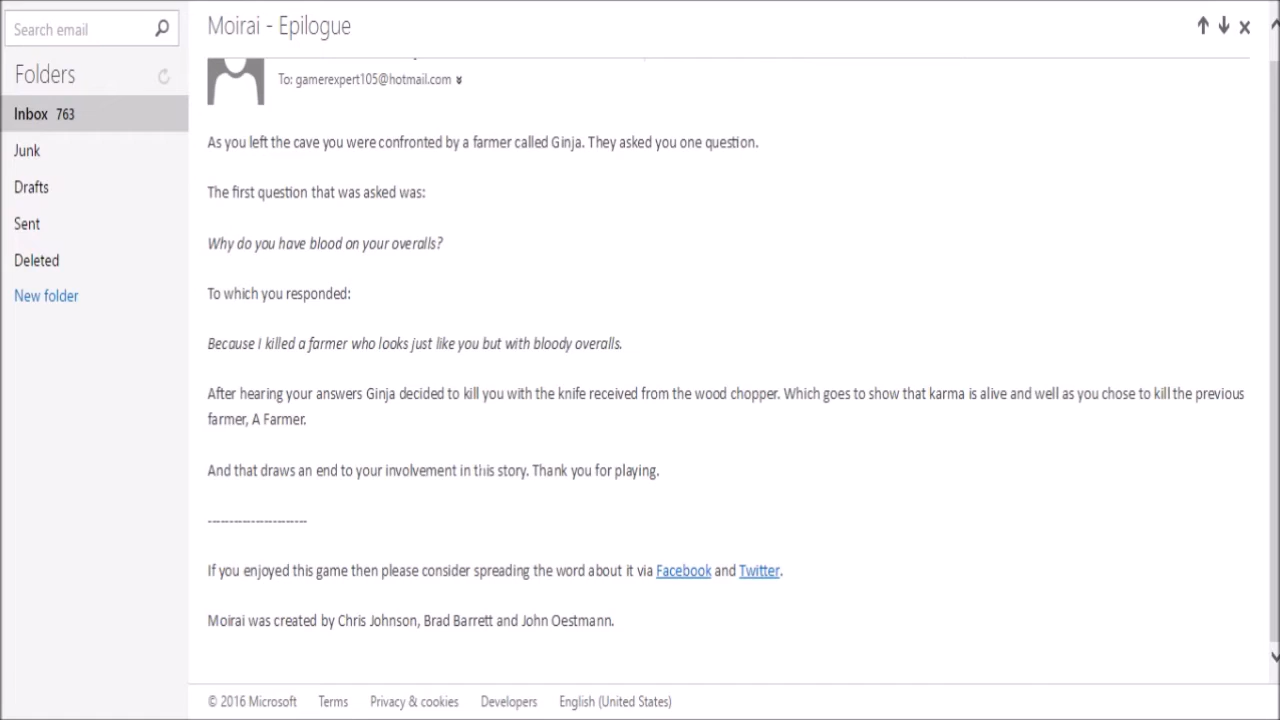 Search email
Folders
Inbox 763
Junk
Drafts
Sent
Deleted
New folder
Moirai - Epilogue
To: gamerexpert105@hotmail.com
As you left the cave you were confronted by a farmer called Ginja. They asked you one question.
The first question that was asked was:
Why do you have blood on your overalls?
To which you responded:
Because I killed a farmer who looks just like you but with bloody overalls.
After hearing your answers Ginja decided to kill you with the knife received from the wood chopper. Which goes to show that karma is alive and well as you chose to kill the previous
farmer, A Farmer.
And that draws an end to your involvement in this story. Thank you for playing.
-----------------------
If you enjoyed this game then please consider spreading the word about it via Facebook and Twitter.
Moirai was created by Chris Johnson, Brad Barrett and John Oestmann.
© 2016 Microsoft Terms Privacy & cookies Developers English (United States)